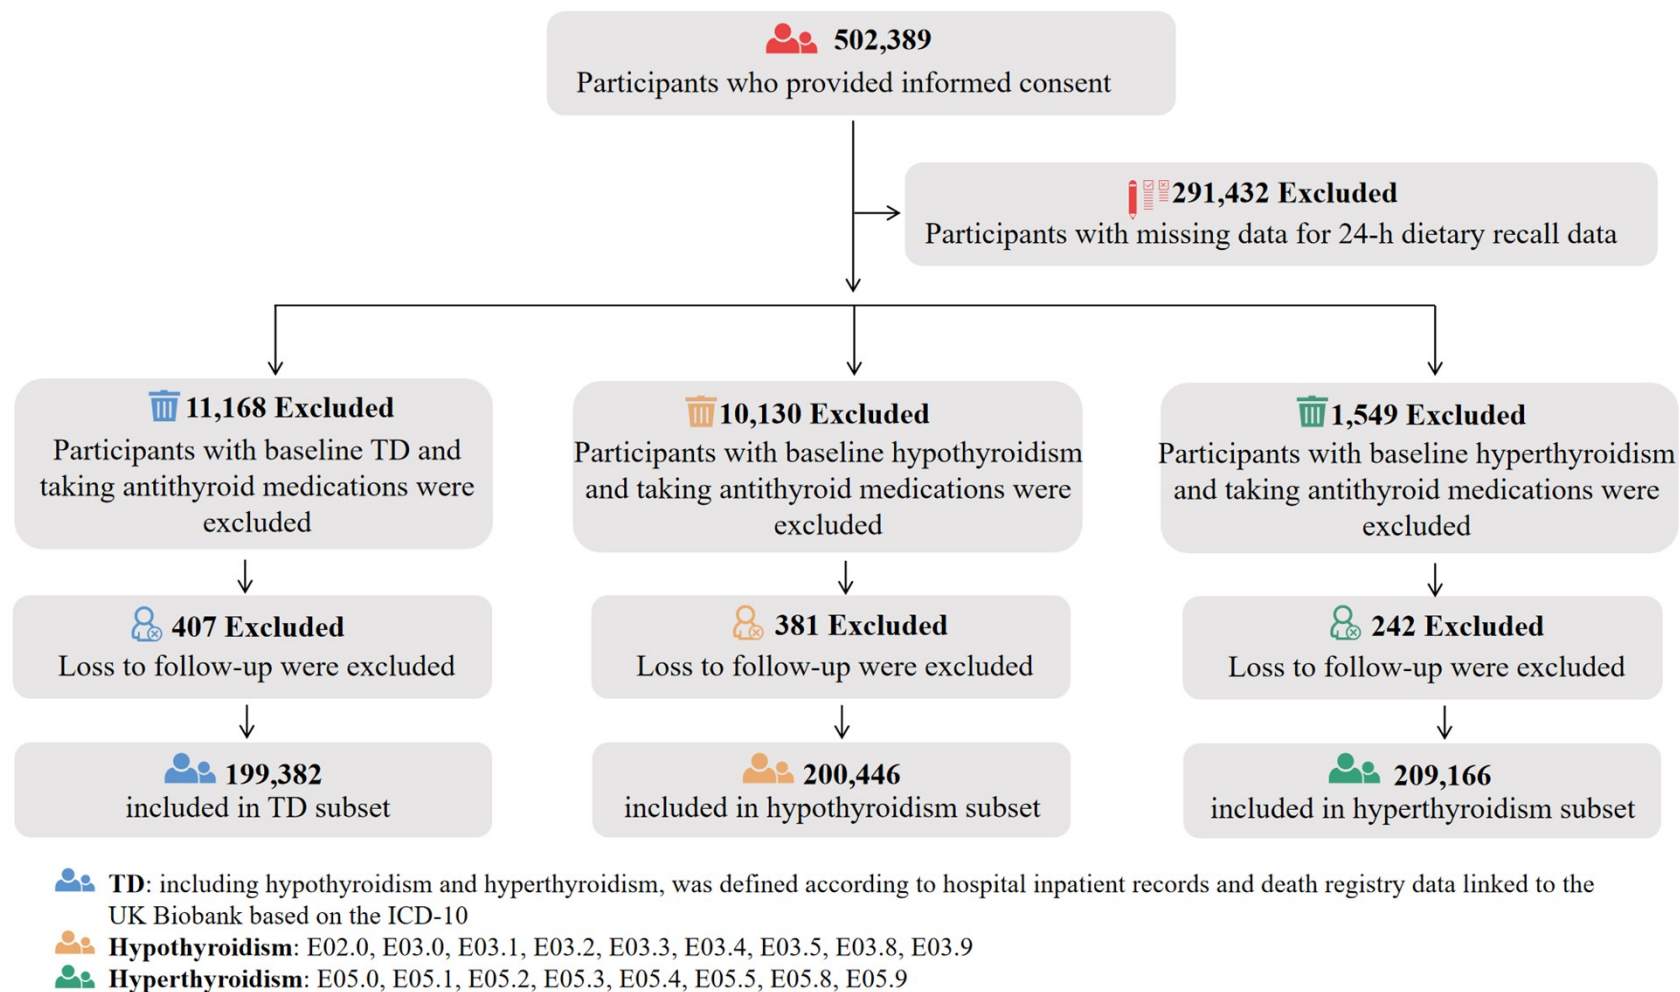 502,389
Participants who provided informed consent
291,432 Excluded
Participants with missing data for 24-h dietary recall data
11,168 Excluded
Participants with baseline TD and
taking antithyroid medications were
excluded
10,130 Excluded
Participants with baseline hypothyroidism
and taking antithyroid medications were
excluded
1,549 Excluded
Participants with baseline hyperthyroidism
and taking antithyroid medications were
excluded
407 Excluded
Loss to follow-up were excluded
381 Excluded
Loss to follow-up were excluded
242 Excluded
Loss to follow-up were excluded
199,382
included in TD subset
200,446
included in hypothyroidism subset
209,166
included in hyperthyroidism subset
TD: including hypothyroidism and hyperthyroidism, was defined according to hospital inpatient records and death registry data linked to the
UK Biobank based on the ICD-10
Hypothyroidism: E02.0, E03.0, E03.1, E03.2, E03.3, E03.4, E03.5, E03.8, E03.9
Hyperthyroidism: E05.0, E05.1, E05.2, E05.3, E05.4, E05.5, E05.8, E05.9